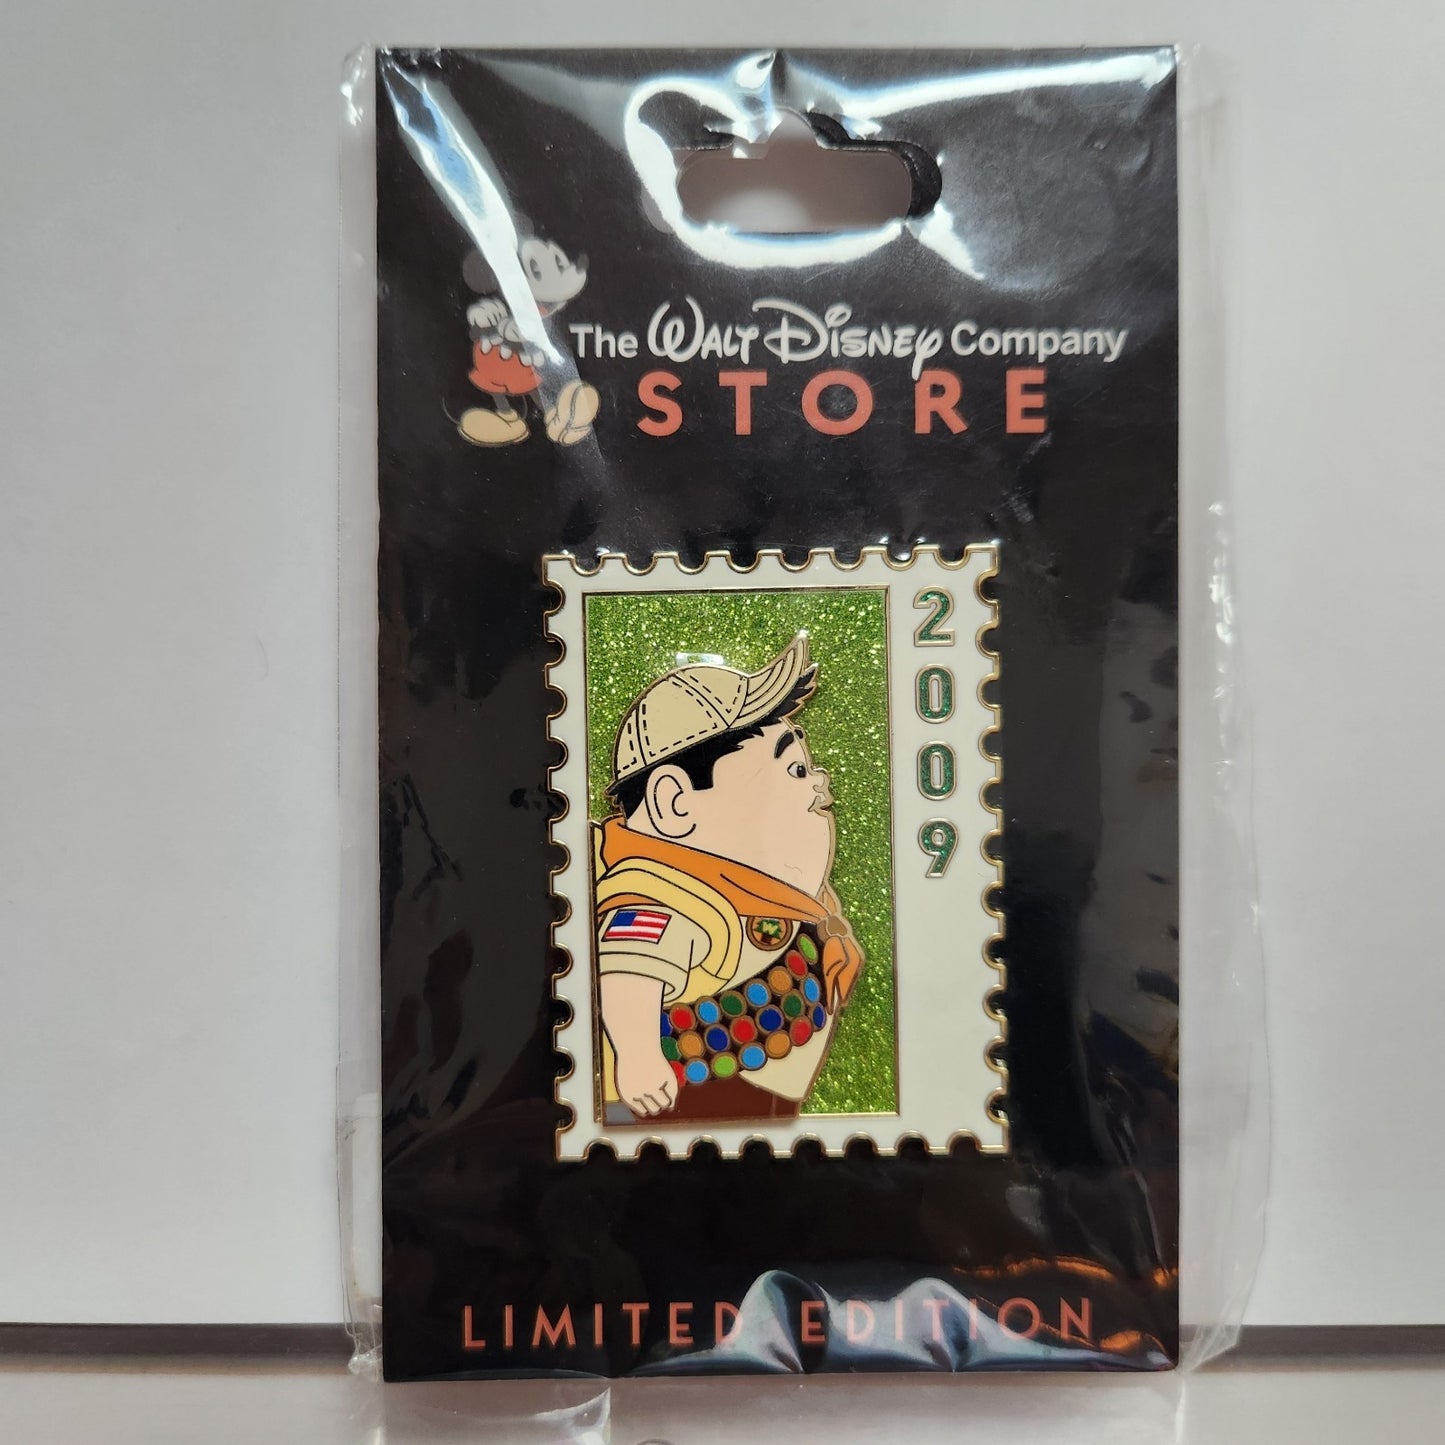 The WALT DISNEY Company
STORE
2009
W
LIMITED EDITION